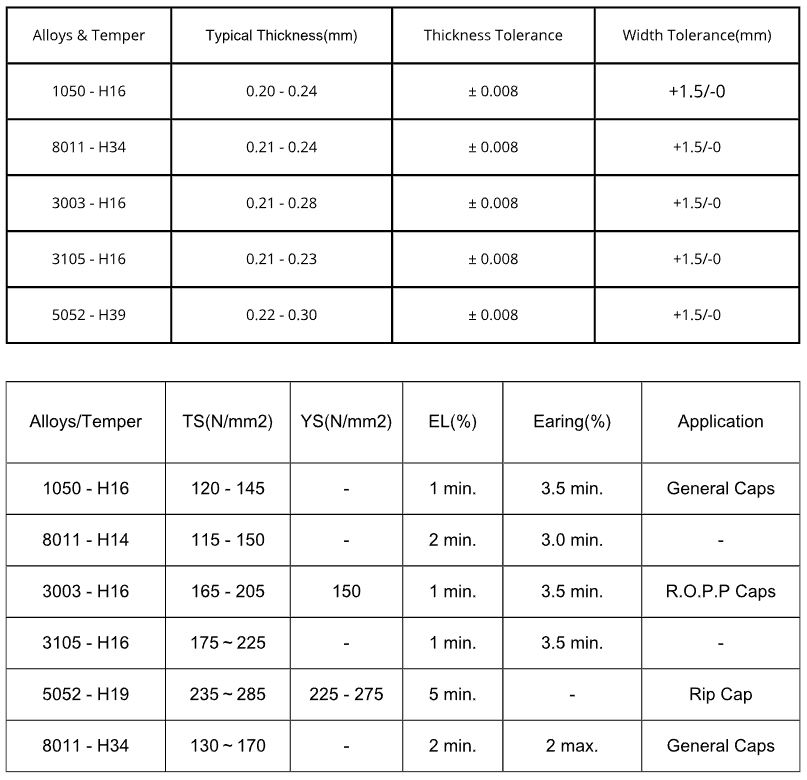 Alloys & Temper Typical Thickness(mm) Thickness Tolerance Width Tolerance(mm)
1050 - H16 0.20 - 0.24 ± 0.008 +1.5/-0
8011 - H34 0.21 - 0.24 ± 0.008 +1.5/-0
3003 - H16 0.21 - 0.28 ± 0.008 +1.5/-0
3105 - H16 0.21 - 0.23 ± 0.008 +1.5/-0
5052 - H39 0.22 - 0.30 ± 0.008 +1.5/-0
Alloys/Temper TS(N/mm2) YS(N/mm2) EL(%) Earing(%) Application
1050 - H16 120 - 145 - 1 min. 3.5 min. General Caps
8011 - H14 115 - 150 - 2 min. 3.0 min. -
3003 - H16 165 - 205 150 1 min. 3.5 min. R.O.P.P Caps
3105 - H16 175 ~ 225 - 1 min. 3.5 min. -
5052 - H19 235 ~ 285 225 - 275 5 min. - Rip Cap
8011 - H34 130 ~ 170 - 2 min. 2 max. General Caps